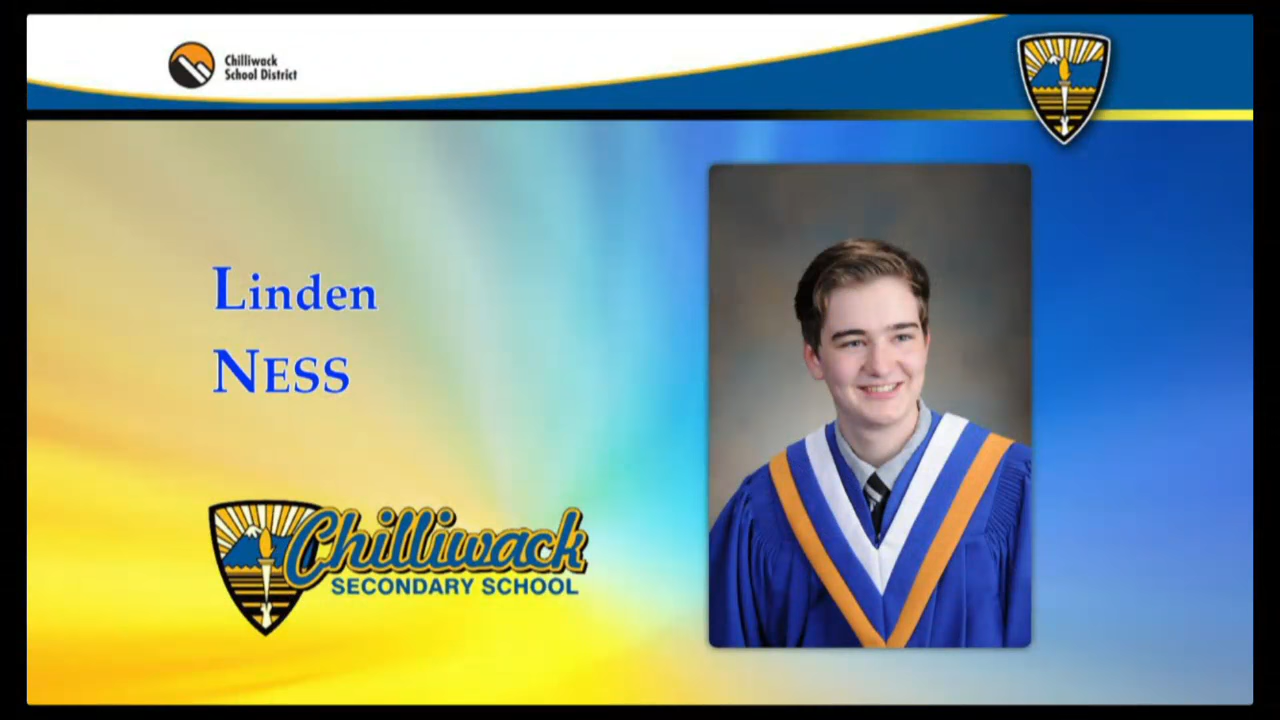 Chilliwack
School District
Linden
NESS
Chilliwack
SECONDARY SCHOOL